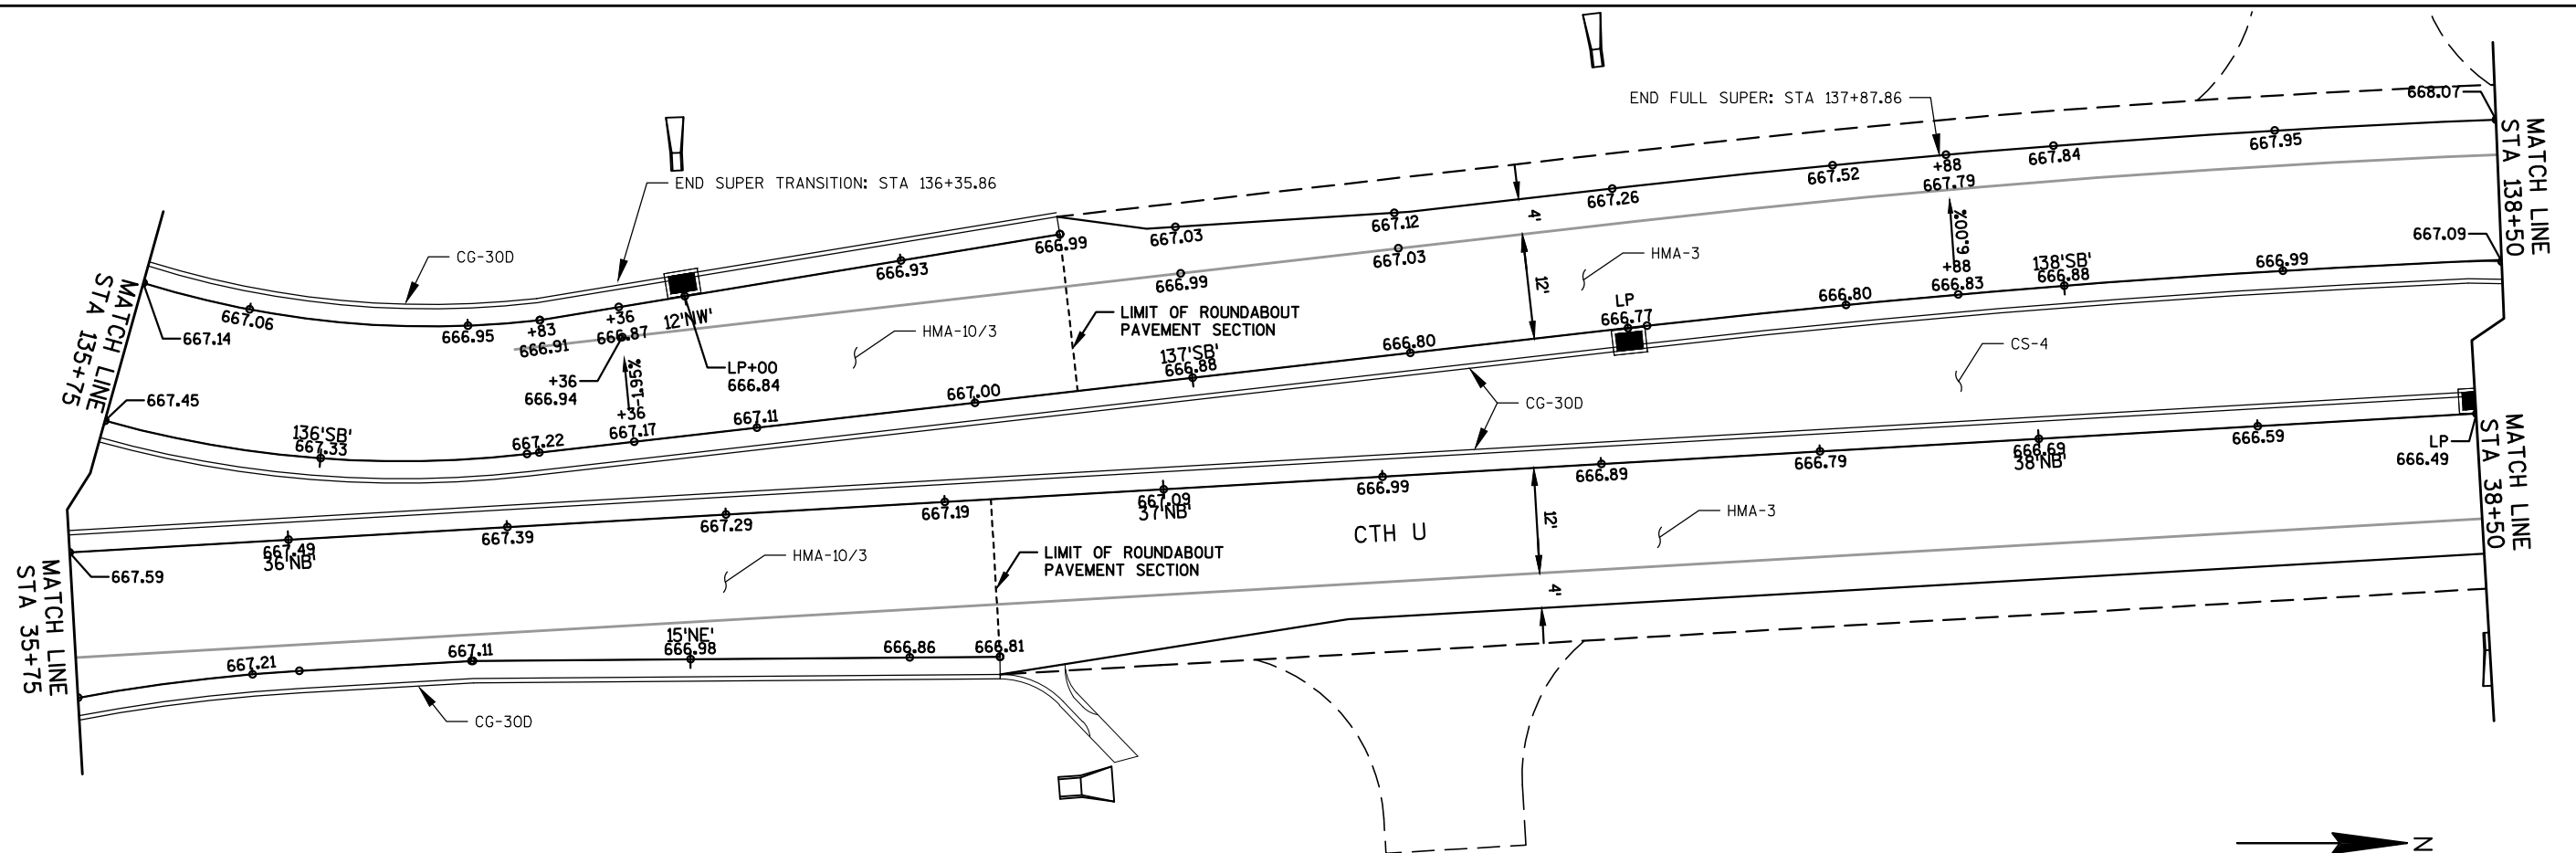 END FULL SUPER: STA 137+87.86
668.07
MATCH LINE
STA 138+50
667.95
667.84
+88
667.79
667.52
667.26
667.12
667.03
666.99
666.93
END SUPER TRANSITION: STA 136+35.86
CG-30D
4'
12'
HMA-3
667.03
666.99
6.00%
+88
666.83
138'SB'
666.88
666.99
667.09
666.80
LP
666.77
666.80
137'SB'
666.88
LIMIT OF ROUNDABOUT
PAVEMENT SECTION
HMA-10/3
MATCH LINE
STA 135+75
667.14
667.06
666.95
+83
666.91
+36
666.87
12'NW'
LP+00
666.84
+36
666.94
-1.95%
+36
667.17
667.11
667.00
667.45
136'SB'
667.33
667.22
CG-30D
CS-4
LP
666.49
MATCH LINE
STA 38+50
666.59
666.69
38'NB'
666.79
666.89
666.99
667.09
37'NB'
667.19
667.29
667.39
667.49
36'NB'
667.59
MATCH LINE
STA 35+75
HMA-10/3
LIMIT OF ROUNDABOUT
PAVEMENT SECTION
CTH U
12'
HMA-3
4'
667.21
667.11
15'NE'
666.98
666.86
666.81
CG-30D
N